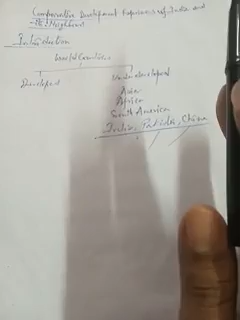 Comparative Development Experiences of India and
its Neighbours
Introduction
World Countries
Developed
Underdeveloped
Asia
Africa
South America
India, Pakistan, China